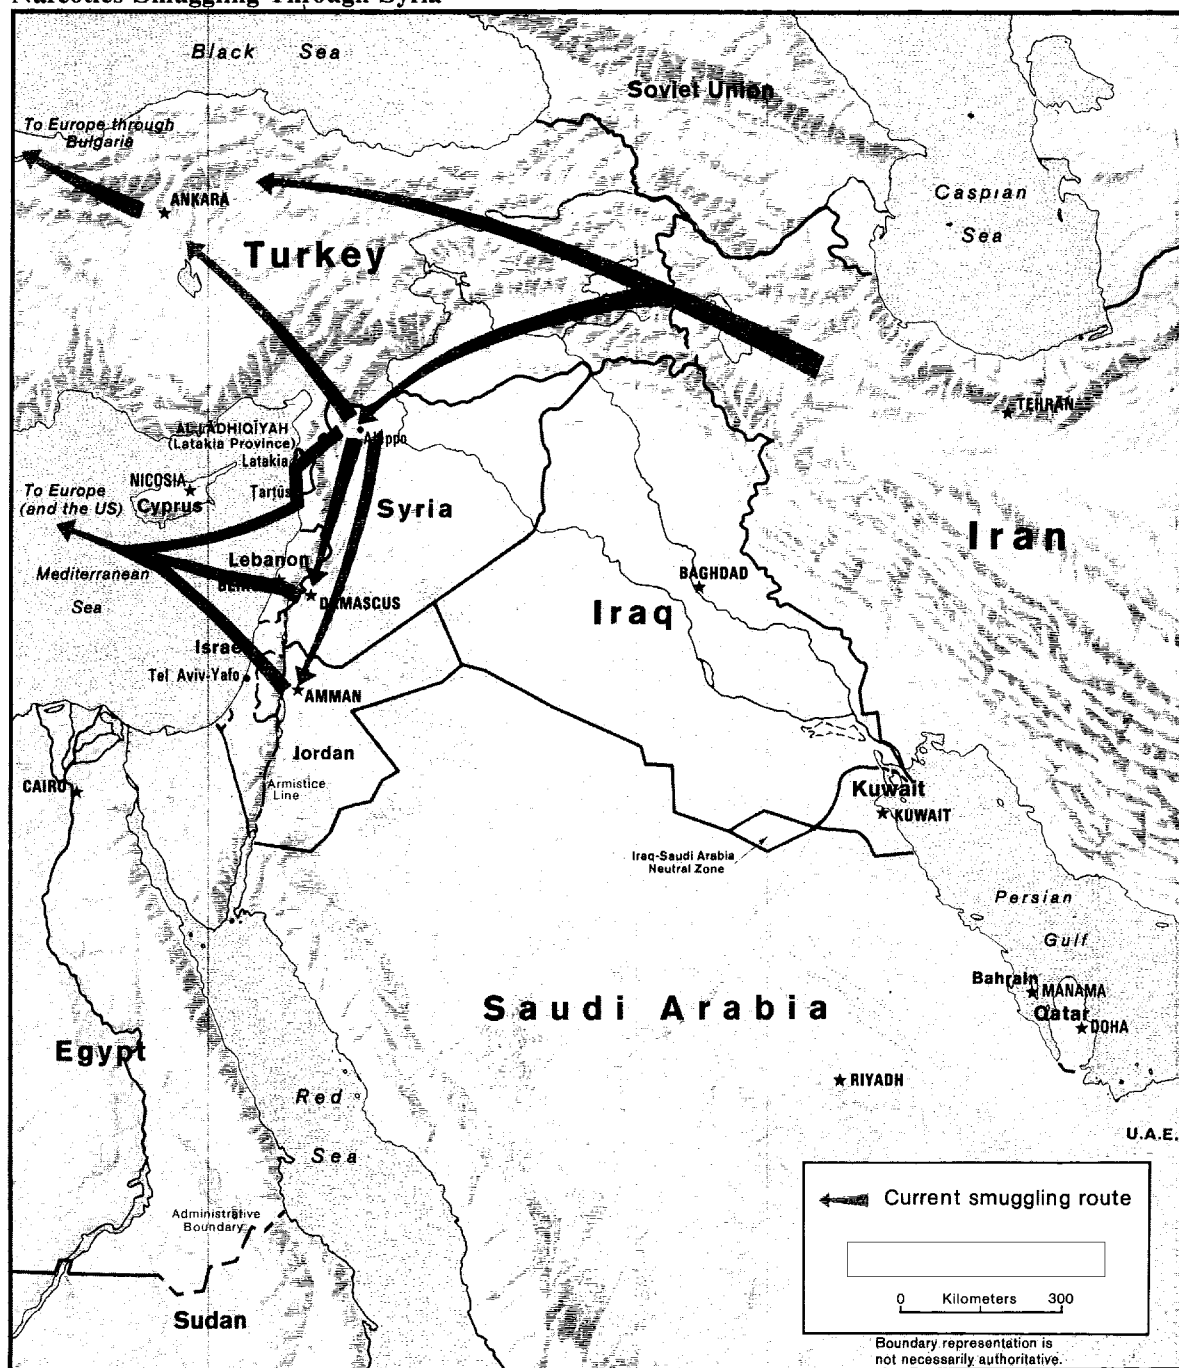 Narcotics Smuggling Through Syria
Black Sea
Soviet Union
To Europe through
Bulgaria
ANKARA
Caspian
Sea
Turkey
TEHRAN
AL LĀDHIQĪYAH
(Latakia Province)
Aleppo
Latakia
NICOSIA
Cyprus
Tartūs
To Europe
(and the US)
Syria
Iran
Lebanon
Mediterranean
Sea
DAMASCUS
BAGHDAD
Iraq
Israel
Tel Aviv-Yafo
AMMAN
Jordan
Armistice
Line
CAIRO
Kuwait
KUWAIT
Iraq-Saudi Arabia
Neutral Zone
Persian
Gulf
Bahrain
MANAMA
Qatar
DOHA
Saudi Arabia
Egypt
RIYADH
Red
Sea
U.A.E.
Administrative
Boundary
Sudan
Current smuggling route
0 Kilometers 300
Boundary representation is
not necessarily authoritative.